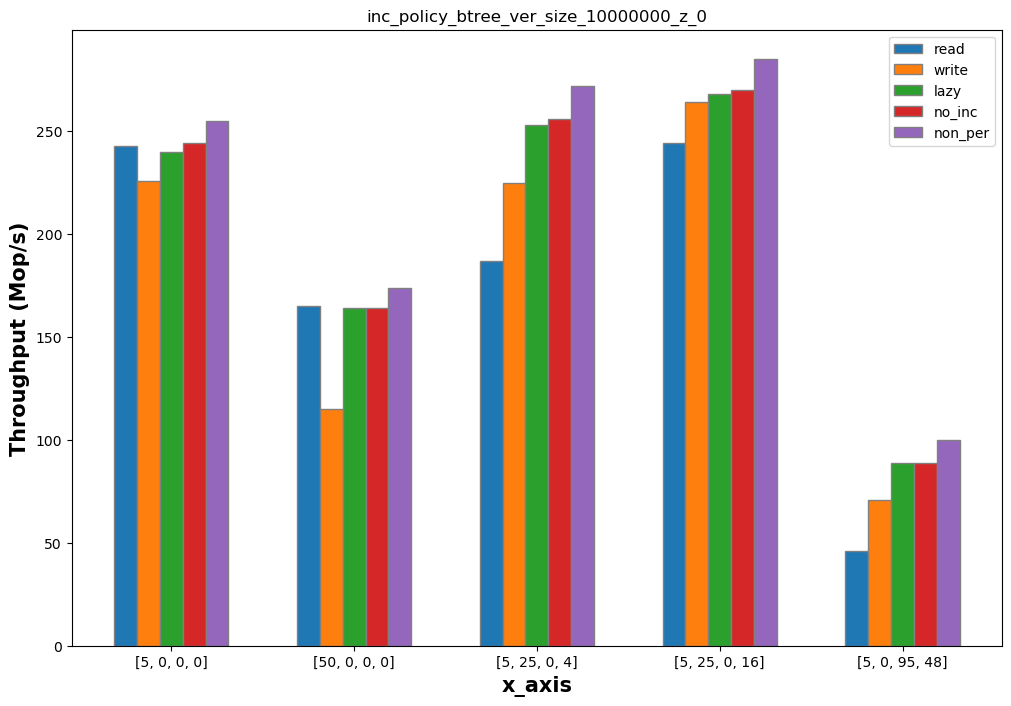 inc_policy_btree_ver_size_10000000_z_0
read
write
lazy
no_inc
non_per
Throughput (Mop/s)
250
200
150
100
50
0
[5, 0, 0, 0]
[50, 0, 0, 0]
[5, 25, 0, 4]
[5, 25, 0, 16]
[5, 0, 95, 48]
x_axis